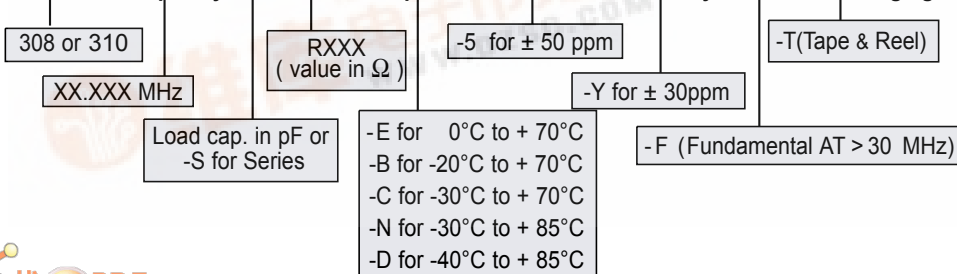 308 or 310
RXXX
( value in Ω )
-5 for ± 50 ppm
-T(Tape & Reel)
XX.XXX MHz
-Y for ± 30ppm
Load cap. in pF or
-S for Series
-E for 0°C to + 70°C
-B for -20°C to + 70°C
-C for -30°C to + 70°C
-N for -30°C to + 85°C
-D for -40°C to + 85°C
-F (Fundamental AT > 30 MHz)